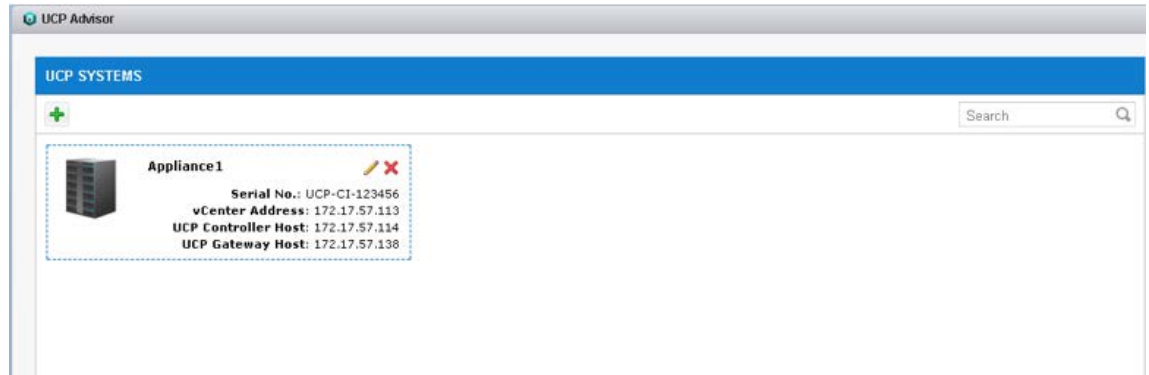 UCP Advisor
UCP SYSTEMS
Search
Appliance1
Serial No.: UCP-CI-123456
vCenter Address: 172.17.57.113
UCP Controller Host: 172.17.57.114
UCP Gateway Host: 172.17.57.138